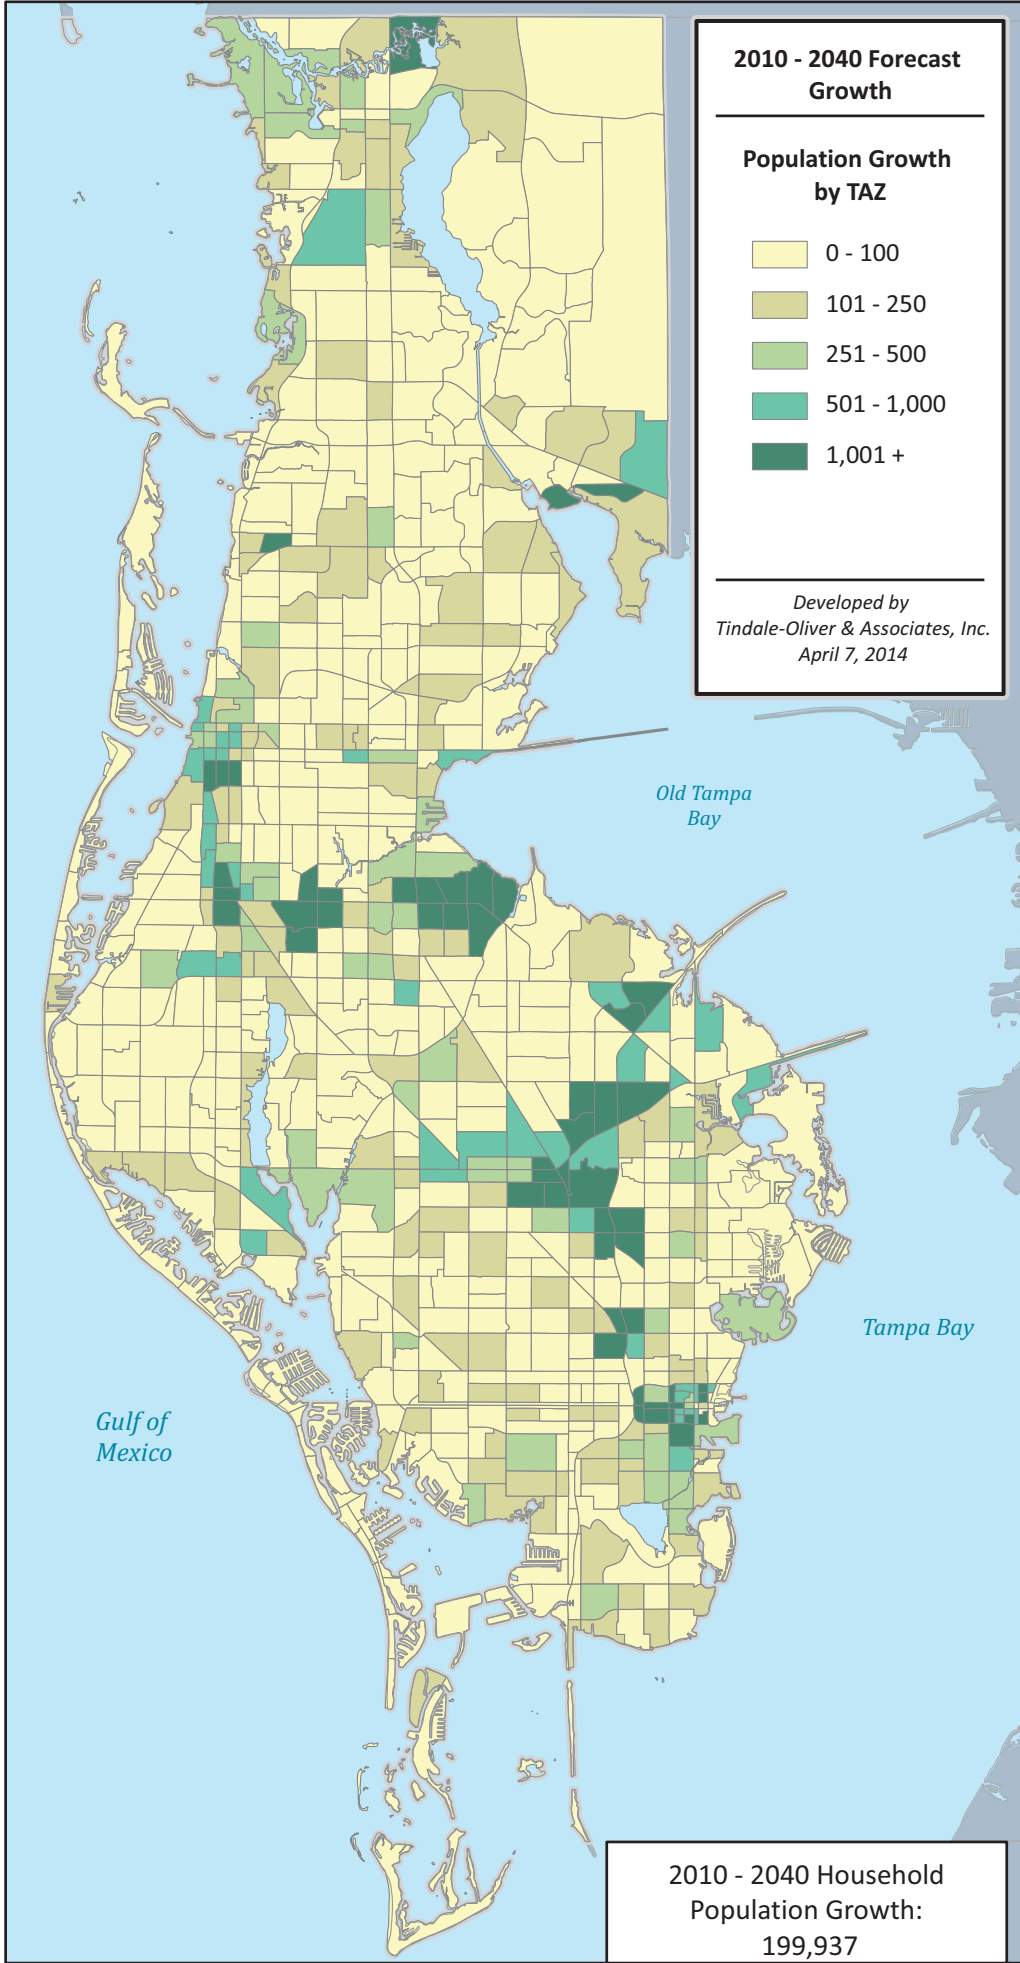 2010 - 2040 Forecast
Growth
Population Growth
by TAZ
0 - 100
101 - 250
251 - 500
501 - 1,000
1,001 +
Developed by
Tindale-Oliver & Associates, Inc.
April 7, 2014
Old Tampa
Bay
Tampa Bay
Gulf of
Mexico
2010 - 2040 Household
Population Growth:
199,937